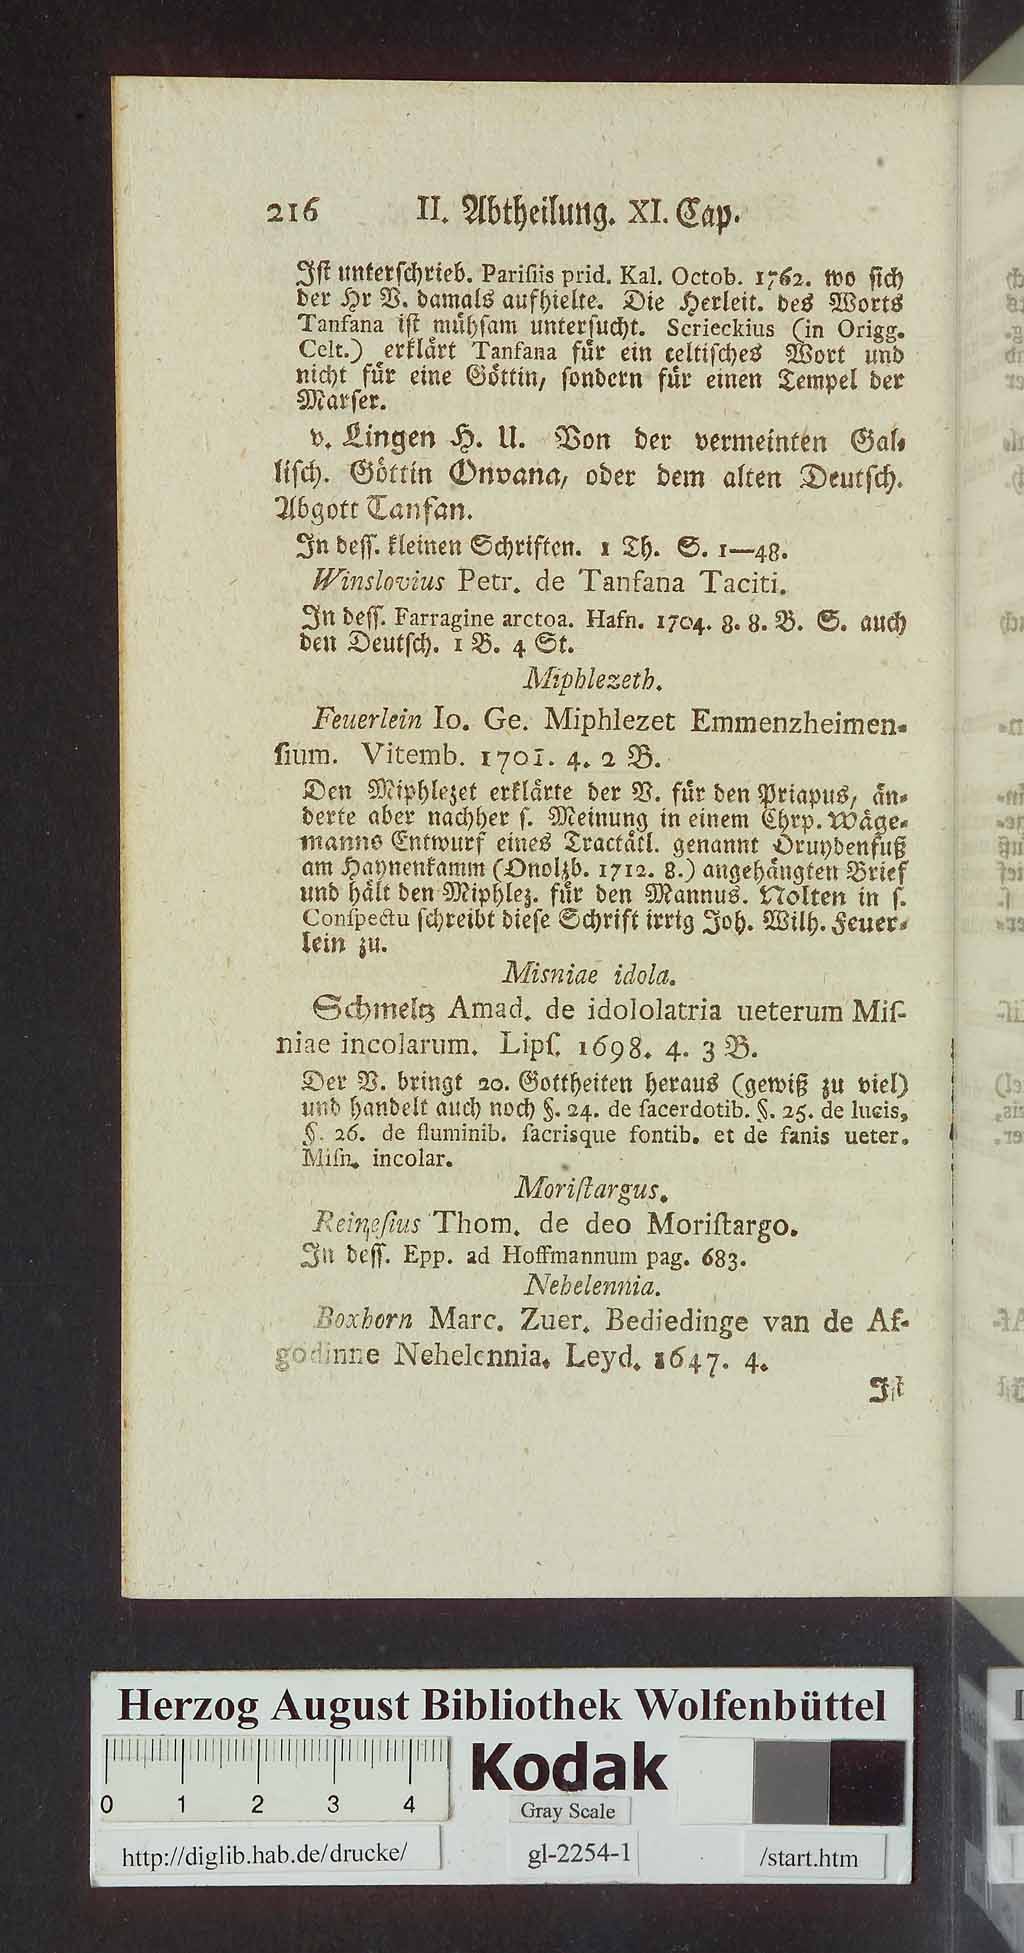 216 II. Abtheilung. XI. Cap.
Iſt unterſchrieb. Pariſiis prid. Kal. Octob. 1762. wo ſich
der Hr V. damals aufhielte. Die Herleit. des Worts
Tanfana iſt mühſam unterſucht. Scrieckius (in Origg.
Celt.) erklärt Tanfana für ein celtiſches Wort und
nicht für eine Göttin, ſondern für einen Tempel der
Marſer.
v. Lingen H. U. Von der vermeinten Gal-
liſch. Göttin Onvana, oder dem alten Deutſch.
Abgott Tanfan.
In deſſ. kleinen Schriften. 1 Th. S. 1—48.
Winslovius Petr. de Tanfana Taciti.
In deſſ. Farragine arctoa. Hafn. 1704. 8. 8. B. S. auch
den Deutſch. 1 B. 4 St.
Miphlezeth.
Feuerlein Io. Ge. Miphlezet Emmenzheimen-
ſium. Vitemb. 1701. 4. 2 B.
Den Miphlezet erklärte der V. für den Priapus, än-
derte aber nachher ſ. Meinung in einem Chrp. Wäge-
manns Entwurf eines Tractätl. genannt Druydenfuß
am Haynenkamm (Onolzb. 1712. 8.) angehängten Brief
und hält den Miphlez. für den Mannus. Nolten in ſ.
Conſpectu ſchreibt dieſe Schrift irrig Joh. Wilh. Feuer-
lein zu.
Misniae idola.
Schmeltz Amad. de idololatria ueterum Miſ-
niae incolarum. Lipſ. 1698. 4. 3 B.
Der V. bringt 20. Gottheiten heraus (gewiß zu viel)
und handelt auch noch §. 24. de ſacerdotib. §. 25. de lucis,
§. 26. de fluminib. ſacrisque fontib. et de fanis ueter.
Miſn. incolar.
Moriſtargus.
Reineſius Thom. de deo Moriſtargo.
In deſſ. Epp. ad Hoffmannum pag. 683.
Nehelennia.
Boxhorn Marc. Zuer. Bediedinge van de Af-
godinne Nehelennia. Leyd. 1647. 4.
Iſt
Herzog August Bibliothek Wolfenbüttel
0 1 2 3 4
Kodak
Gray Scale
http://diglib.hab.de/drucke/ gl-2254-1 /start.htm